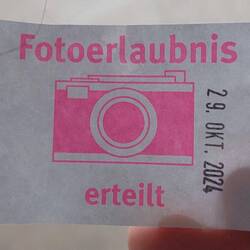 Fotoerlaubnis
erteilt
29. OKT. 2024